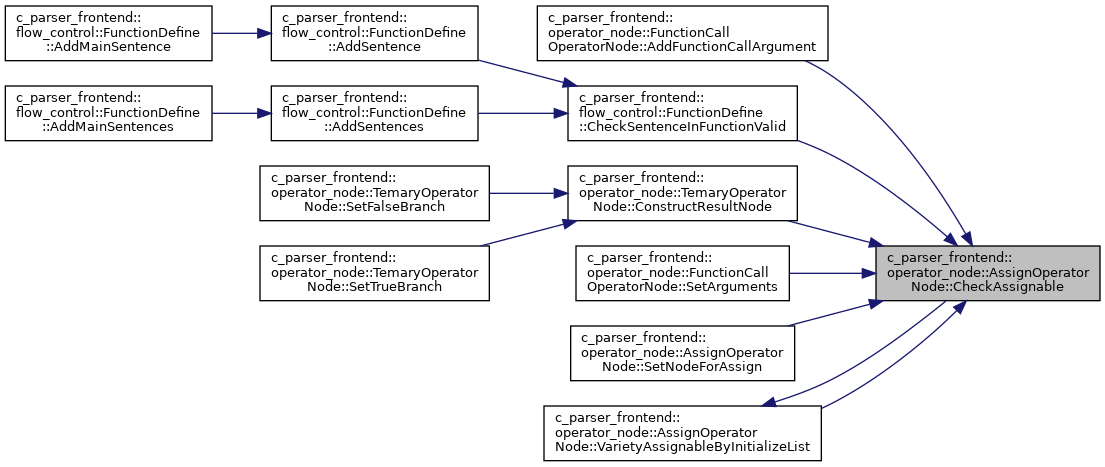 c_parser_frontend::
flow_control::FunctionDefine
::AddMainSentence
c_parser_frontend::
flow_control::FunctionDefine
::AddSentence
c_parser_frontend::
operator_node::FunctionCall
OperatorNode::AddFunctionCallArgument
c_parser_frontend::
flow_control::FunctionDefine
::AddMainSentences
c_parser_frontend::
flow_control::FunctionDefine
::AddSentences
c_parser_frontend::
flow_control::FunctionDefine
::CheckSentenceInFunctionValid
c_parser_frontend::
operator_node::TemaryOperator
Node::SetFalseBranch
c_parser_frontend::
operator_node::TemaryOperator
Node::ConstructResultNode
c_parser_frontend::
operator_node::TemaryOperator
Node::SetTrueBranch
c_parser_frontend::
operator_node::FunctionCall
OperatorNode::SetArguments
c_parser_frontend::
operator_node::AssignOperator
Node::CheckAssignable
c_parser_frontend::
operator_node::AssignOperator
Node::SetNodeForAssign
c_parser_frontend::
operator_node::AssignOperator
Node::VarietyAssignableByInitializeList